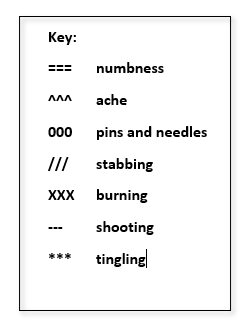 Key:
=== numbness
^^^ ache
000 pins and needles
/// stabbing
XXX burning
--- shooting
*** tingling